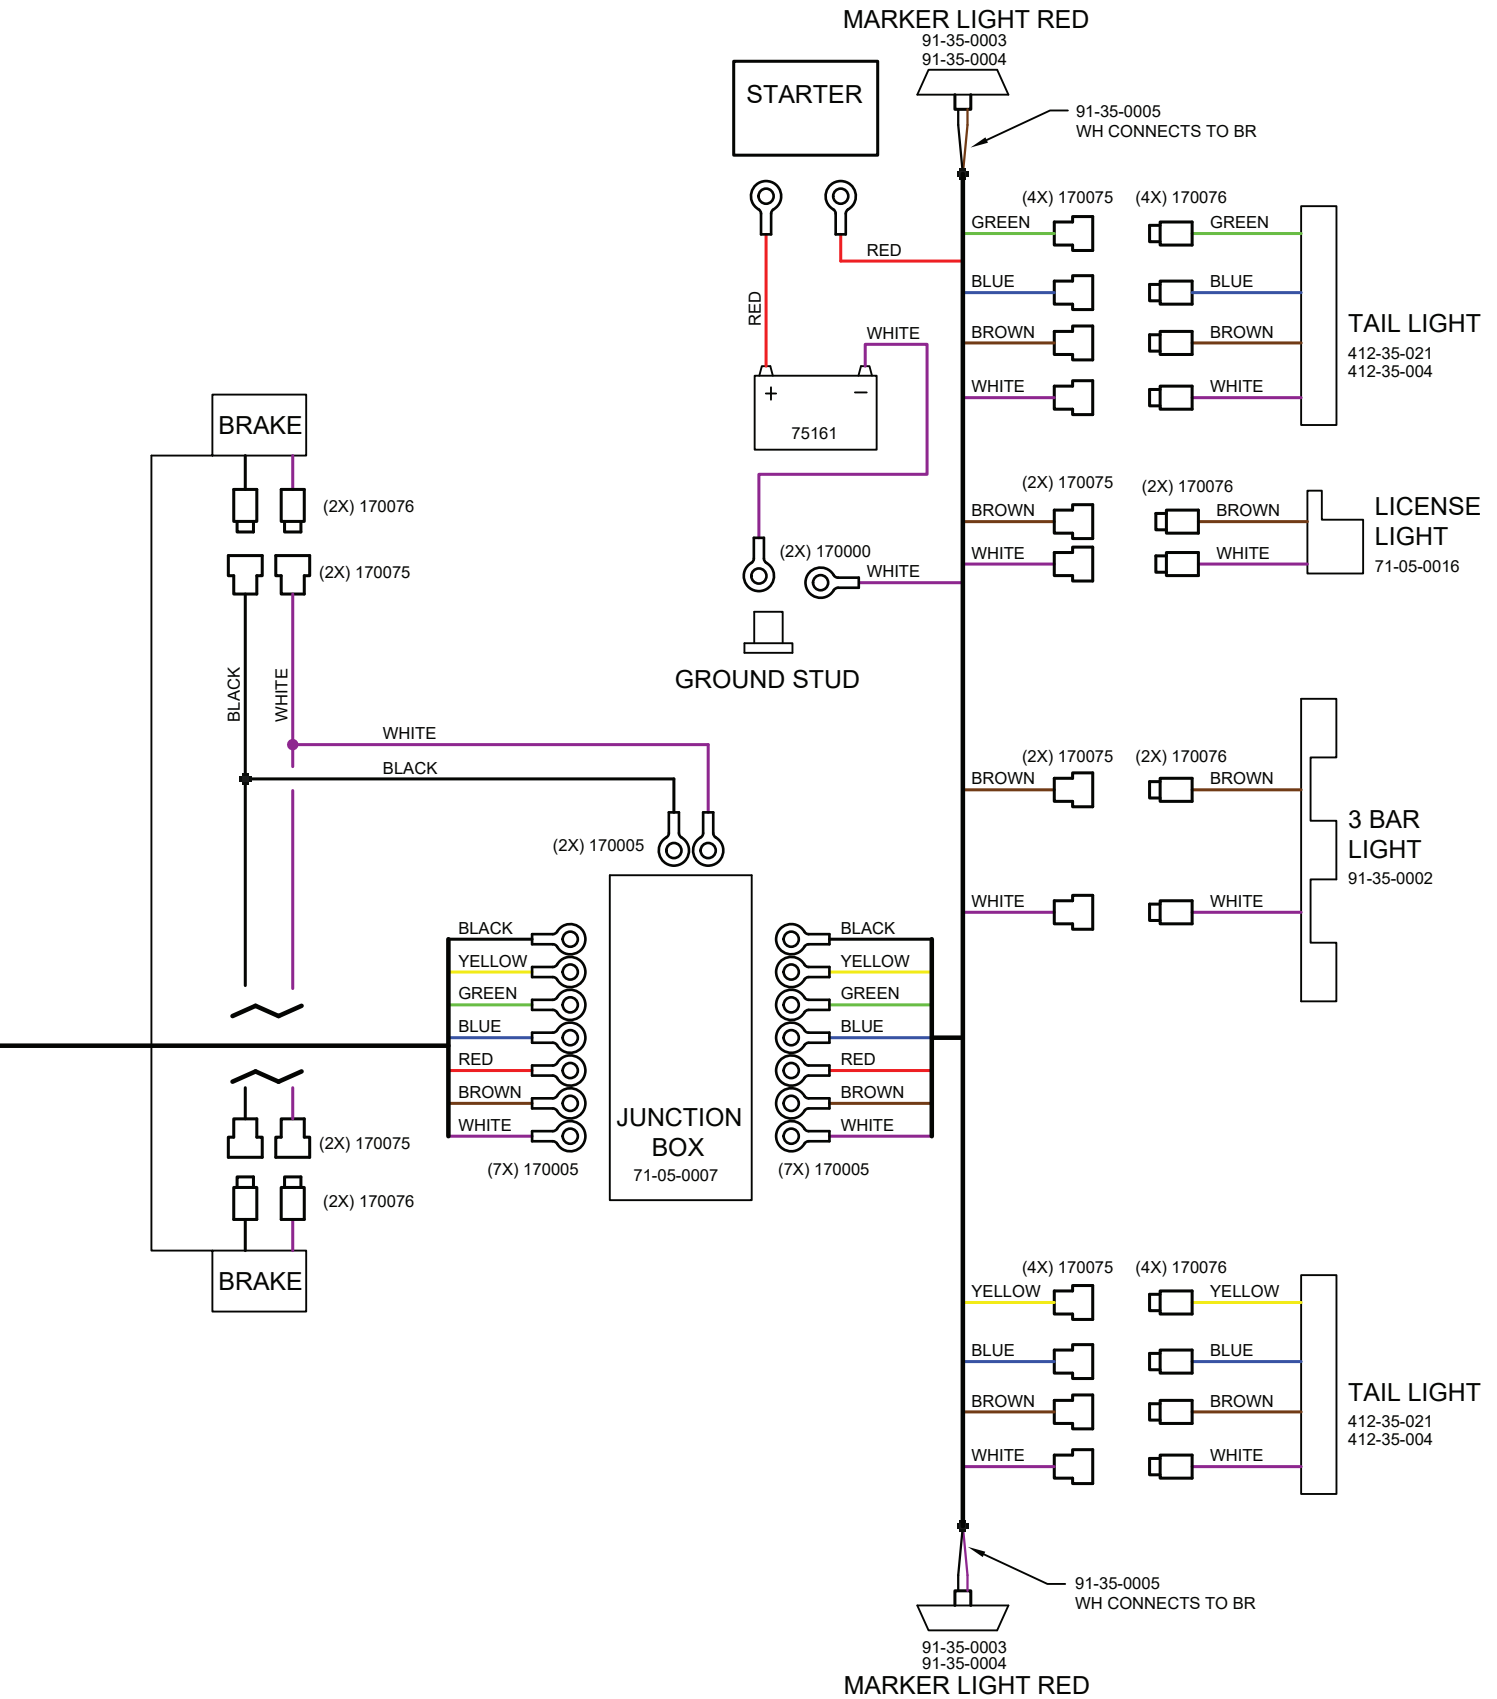 MARKER LIGHT RED
91-35-0003
91-35-0004
STARTER
91-35-0005
WH CONNECTS TO BR
(4X) 170075
(4X) 170076
GREEN
GREEN
RED
BLUE
BLUE
RED
WHITE
BROWN
BROWN
TAIL LIGHT
412-35-021
412-35-004
WHITE
WHITE
+
−
75161
BRAKE
(2X) 170076
(2X) 170075
(2X) 170075
(2X) 170076
BROWN
BROWN
WHITE
WHITE
LICENSE
LIGHT
71-05-0016
(2X) 170000
WHITE
GROUND STUD
BLACK
WHITE
WHITE
BLACK
(2X) 170075
(2X) 170076
BROWN
BROWN
3 BAR
LIGHT
91-35-0002
WHITE
WHITE
(2X) 170005
BLACK
YELLOW
GREEN
BLUE
RED
BROWN
WHITE
(7X) 170005
JUNCTION
BOX
71-05-0007
BLACK
YELLOW
GREEN
BLUE
RED
BROWN
WHITE
(7X) 170005
(2X) 170075
(2X) 170076
BRAKE
(4X) 170075
(4X) 170076
YELLOW
YELLOW
BLUE
BLUE
BROWN
BROWN
WHITE
WHITE
TAIL LIGHT
412-35-021
412-35-004
91-35-0005
WH CONNECTS TO BR
91-35-0003
91-35-0004
MARKER LIGHT RED